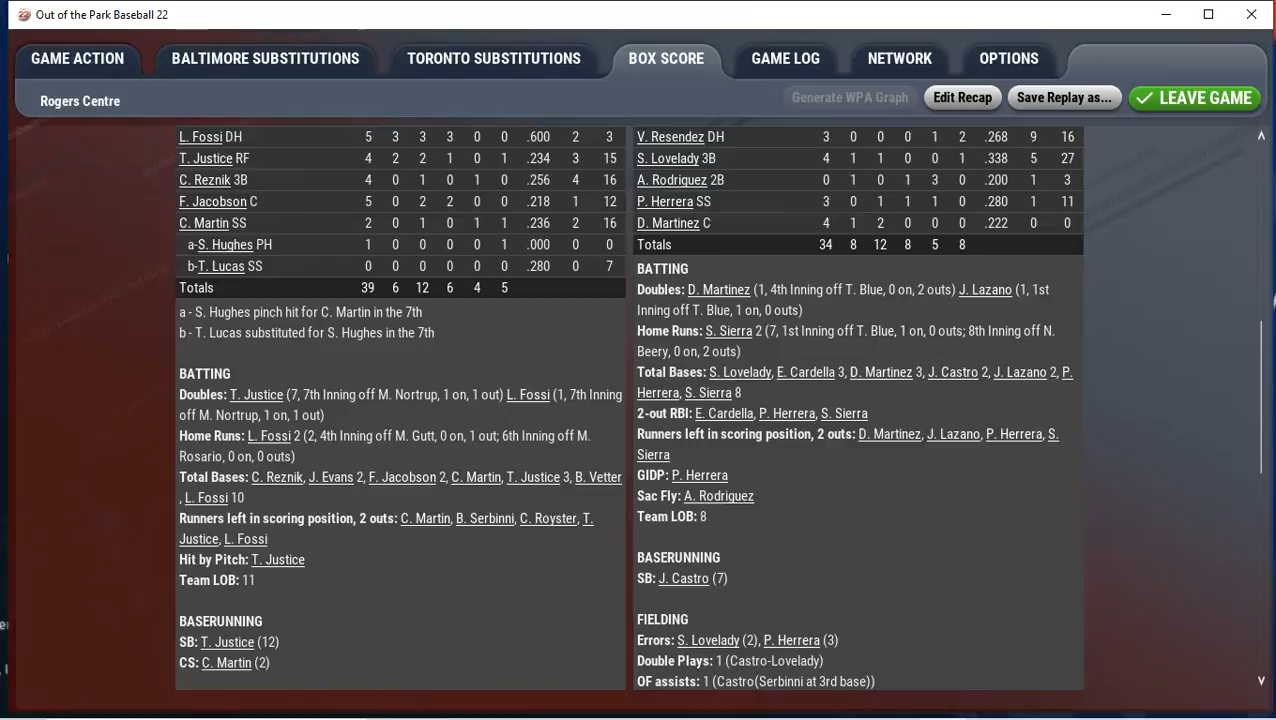 Out of the Park Baseball 22
GAME ACTION
BALTIMORE SUBSTITUTIONS
TORONTO SUBSTITUTIONS
BOX SCORE
GAME LOG
NETWORK
OPTIONS
Rogers Centre
Generate WPA Graph
Edit Recap
Save Replay as...
LEAVE GAME
L. Fossi DH 5 3 3 3 0 0 .600 2 3
T. Justice RF 4 2 2 1 0 1 .234 3 15
C. Reznik 3B 4 0 1 0 1 0 .256 4 16
F. Jacobson C 5 0 2 2 0 0 .218 1 12
C. Martin SS 2 0 1 0 1 1 .236 2 16
a-S. Hughes PH 1 0 0 0 0 1 .000 0 0
b-T. Lucas SS 0 0 0 0 0 0 .280 0 7
Totals 39 6 12 6 4 5
a - S. Hughes pinch hit for C. Martin in the 7th
b - T. Lucas substituted for S. Hughes in the 7th
BATTING
Doubles: T. Justice (7, 7th Inning off M. Nortrup, 1 on, 1 out) L. Fossi (1, 7th Inning
off M. Nortrup, 1 on, 1 out)
Home Runs: L. Fossi 2 (2, 4th Inning off M. Gutt, 0 on, 1 out; 6th Inning off M.
Rosario, 0 on, 0 outs)
Total Bases: C. Reznik, J. Evans 2, F. Jacobson 2, C. Martin, T. Justice 3, B. Vetter
, L. Fossi 10
Runners left in scoring position, 2 outs: C. Martin, B. Serbinni, C. Royster, T.
Justice, L. Fossi
Hit by Pitch: T. Justice
Team LOB: 11
BASERUNNING
SB: T. Justice (12)
CS: C. Martin (2)
V. Resendez DH 3 0 0 0 1 2 .268 9 16
S. Lovelady 3B 4 1 1 0 0 1 .338 5 27
A. Rodriguez 2B 0 1 0 1 3 0 .200 1 3
P. Herrera SS 3 0 1 1 1 0 .280 1 11
D. Martinez C 4 1 2 0 0 0 .222 0 0
Totals 34 8 12 8 5 8
BATTING
Doubles: D. Martinez (1, 4th Inning off T. Blue, 0 on, 2 outs) J. Lazano (1, 1st
Inning off T. Blue, 1 on, 0 outs)
Home Runs: S. Sierra 2 (7, 1st Inning off T. Blue, 1 on, 0 outs; 8th Inning off N.
Beery, 0 on, 2 outs)
Total Bases: S. Lovelady, E. Cardella 3, D. Martinez 3, J. Castro 2, J. Lazano 2, P.
Herrera, S. Sierra 8
2-out RBI: E. Cardella, P. Herrera, S. Sierra
Runners left in scoring position, 2 outs: D. Martinez, J. Lazano, P. Herrera, S.
Sierra
GIDP: P. Herrera
Sac Fly: A. Rodriguez
Team LOB: 8
BASERUNNING
SB: J. Castro (7)
FIELDING
Errors: S. Lovelady (2), P. Herrera (3)
Double Plays: 1 (Castro-Lovelady)
OF assists: 1 (Castro(Serbinni at 3rd base))